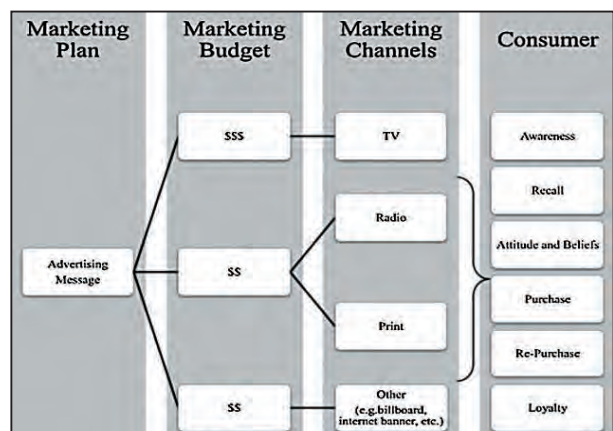 Marketing
Plan
Marketing
Budget
Marketing
Channels
Consumer
Advertising
Message
$$$
$$
$$
TV
Radio
Print
Other
(e.g.billboard,
internet banner, etc.)
Awareness
Recall
Attitude and Beliefs
Purchase
Re-Purchase
Loyalty